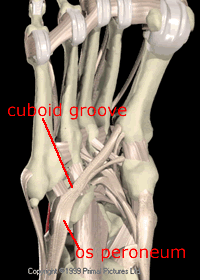 cuboid groove
os peroneum
Copyright ©1999 Primal Pictures Ltd